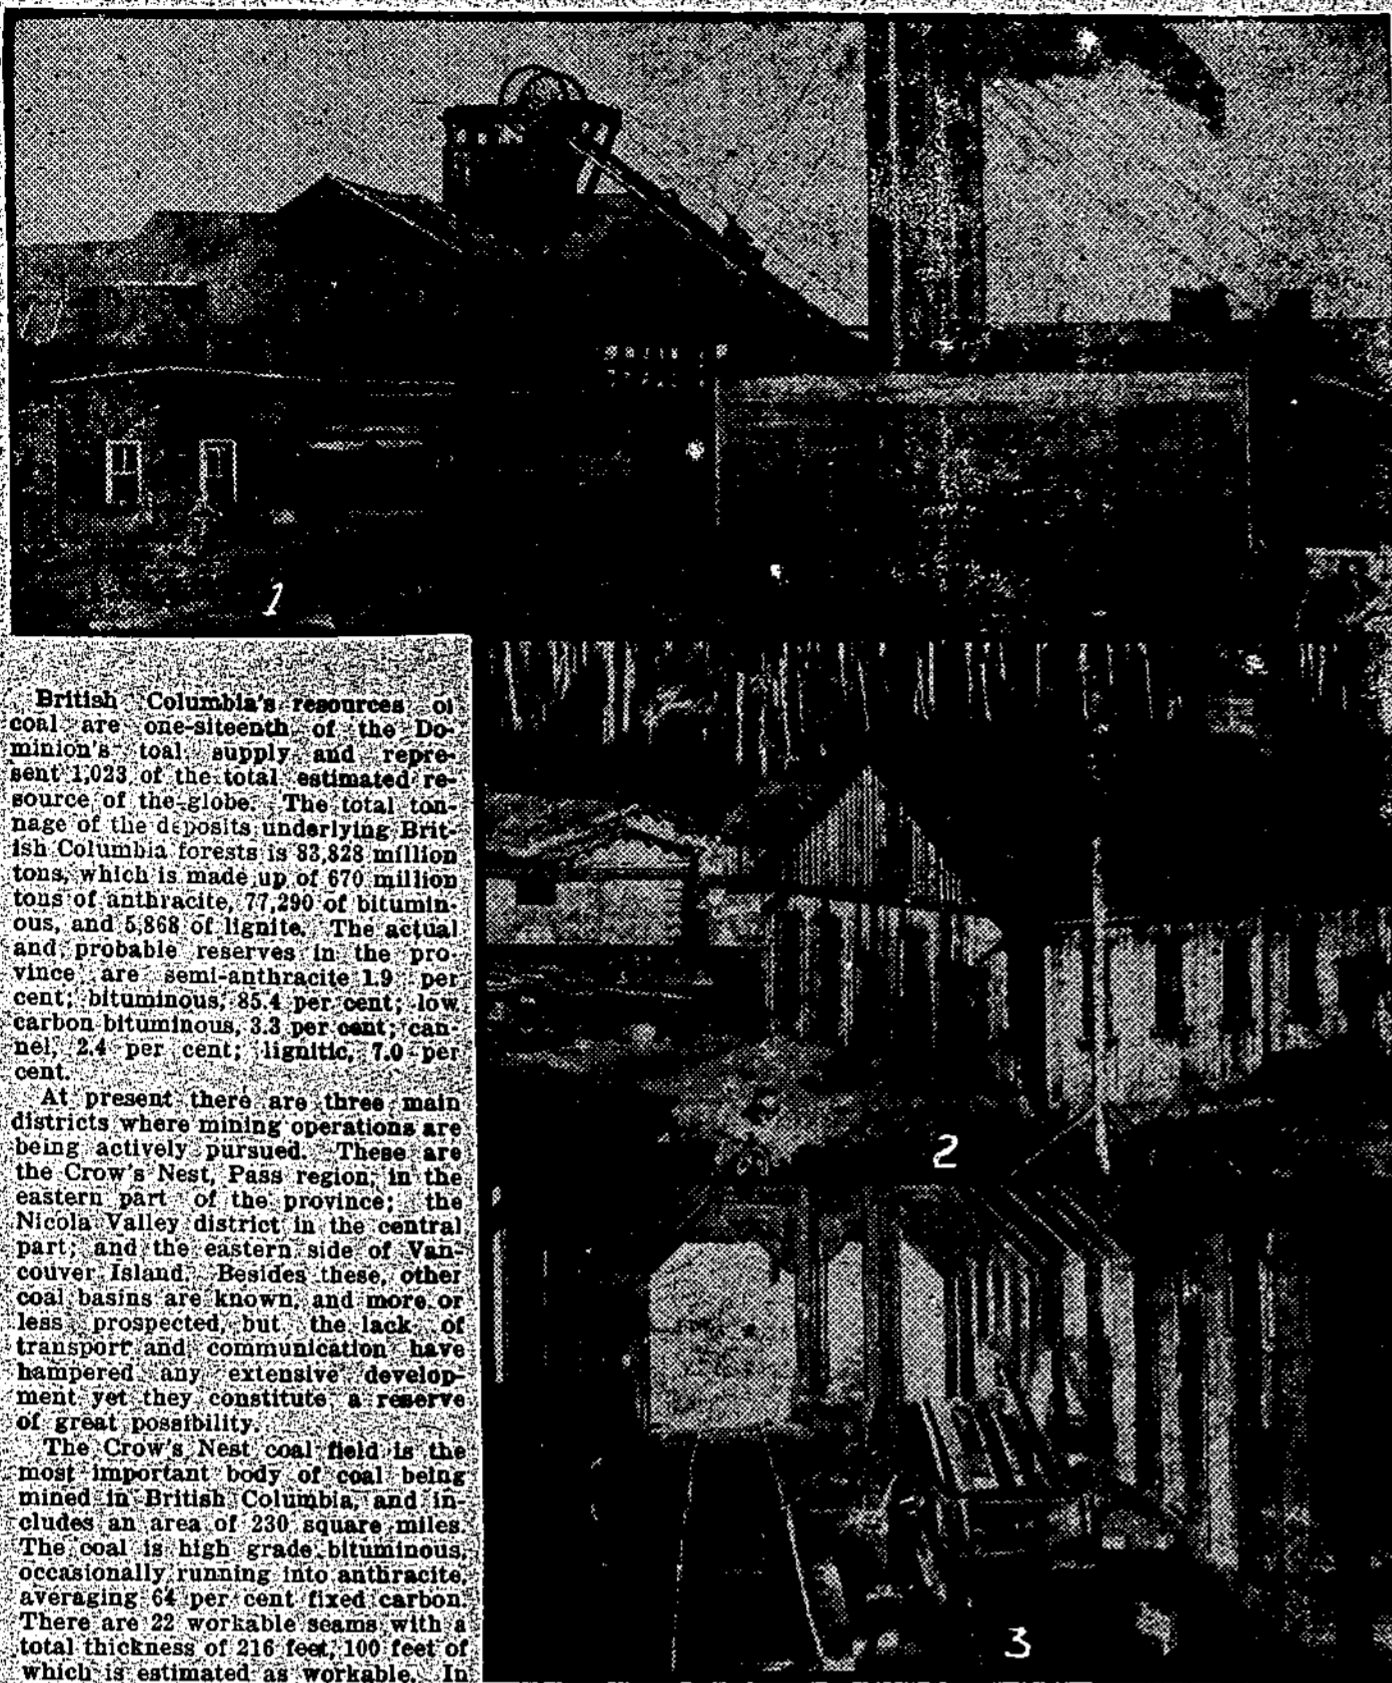 1
British Columbia's resources of
coal are one-siteenth of the Do-
minion's toal supply and repre-
sent 1,023 of the total estimated re-
source of the globe. The total ton-
nage of the deposits underlying Brit-
ish Columbia forests is 83,828 million
tons, which is made up of 670 million
tons of anthracite, 77,290 of bitumin-
ous, and 5,868 of lignite. The actual
and probable reserves in the pro-
vince are semi-anthracite 1.9 per
cent; bituminous, 85.4 per cent; low
carbon bituminous, 3.3 per cent; can-
nel, 2.4 per cent; lignitic, 7.0 per
cent.
At present there are three main
districts where mining operations are
being actively pursued. These are
the Crow's Nest, Pass region, in the
eastern part of the province; the
Nicola Valley district in the central
part; and the eastern side of Van-
couver Island. Besides these, other
coal basins are known, and more or
less prospected but the lack of
transport and communication have
hampered any extensive develop-
ment yet they constitute a reserve
of great possibility.
The Crow's Nest coal field is the
most important body of coal being
mined in British Columbia, and in-
cludes an area of 230 square miles.
The coal is high grade bituminous,
occasionally running into anthracite,
averaging 64 per cent fixed carbon.
There are 22 workable seams with a
total thickness of 216 feet, 100 feet of
which is estimated as workable. In
2
3